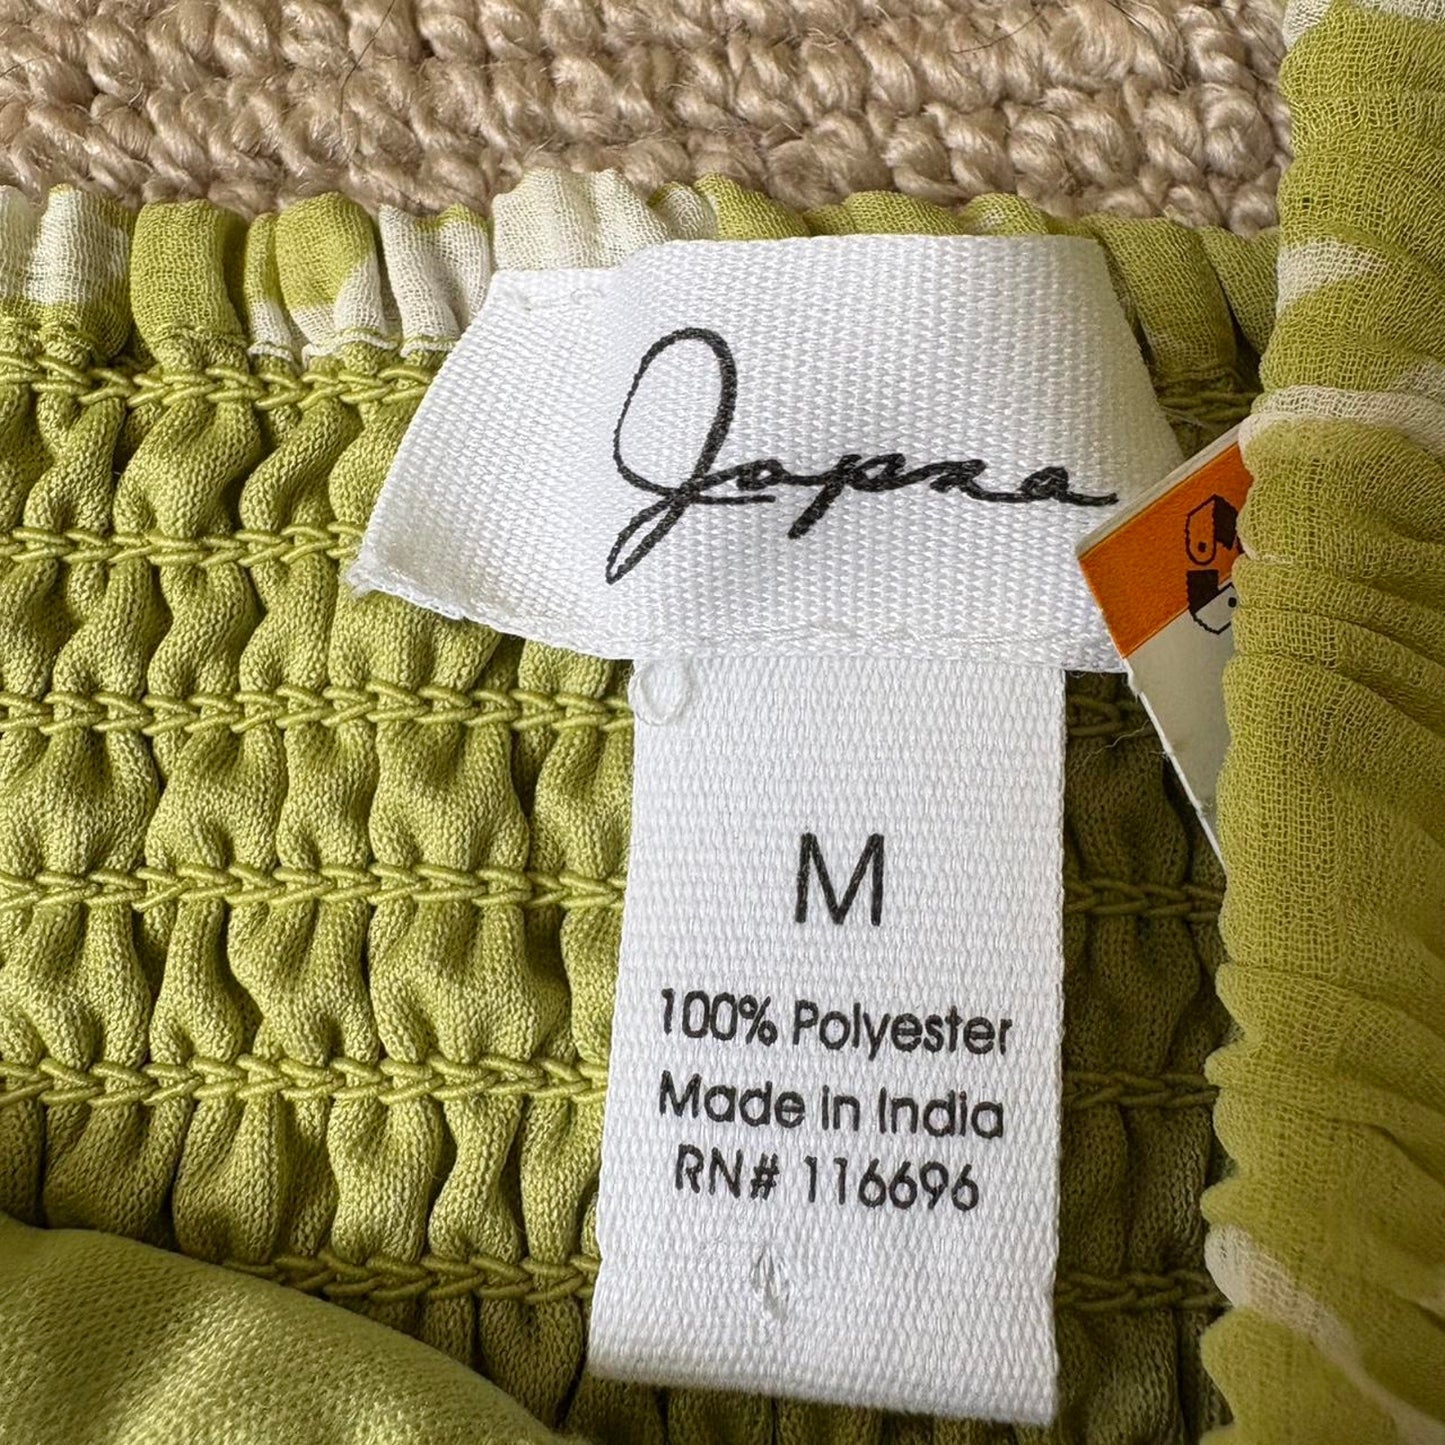 Japna
M
100% Polyester
Made in India
RN# 116696